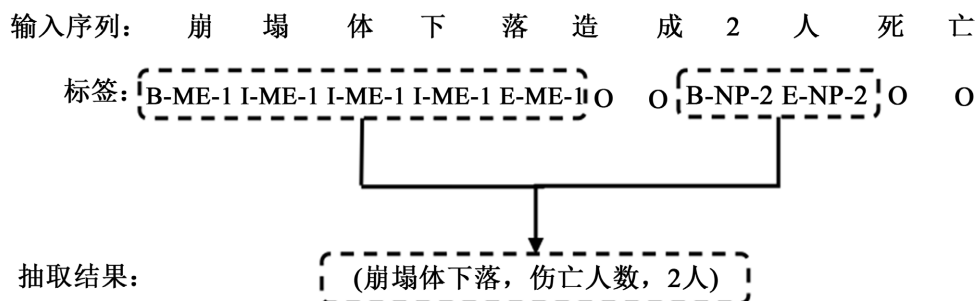 输入序列： 崩 塌 体 下 落 造 成 2 人 死 亡
标签： B-ME-1 I-ME-1 I-ME-1 I-ME-1 E-ME-1 O O B-NP-2 E-NP-2 O O
抽取结果： (崩塌体下落，伤亡人数，2人)